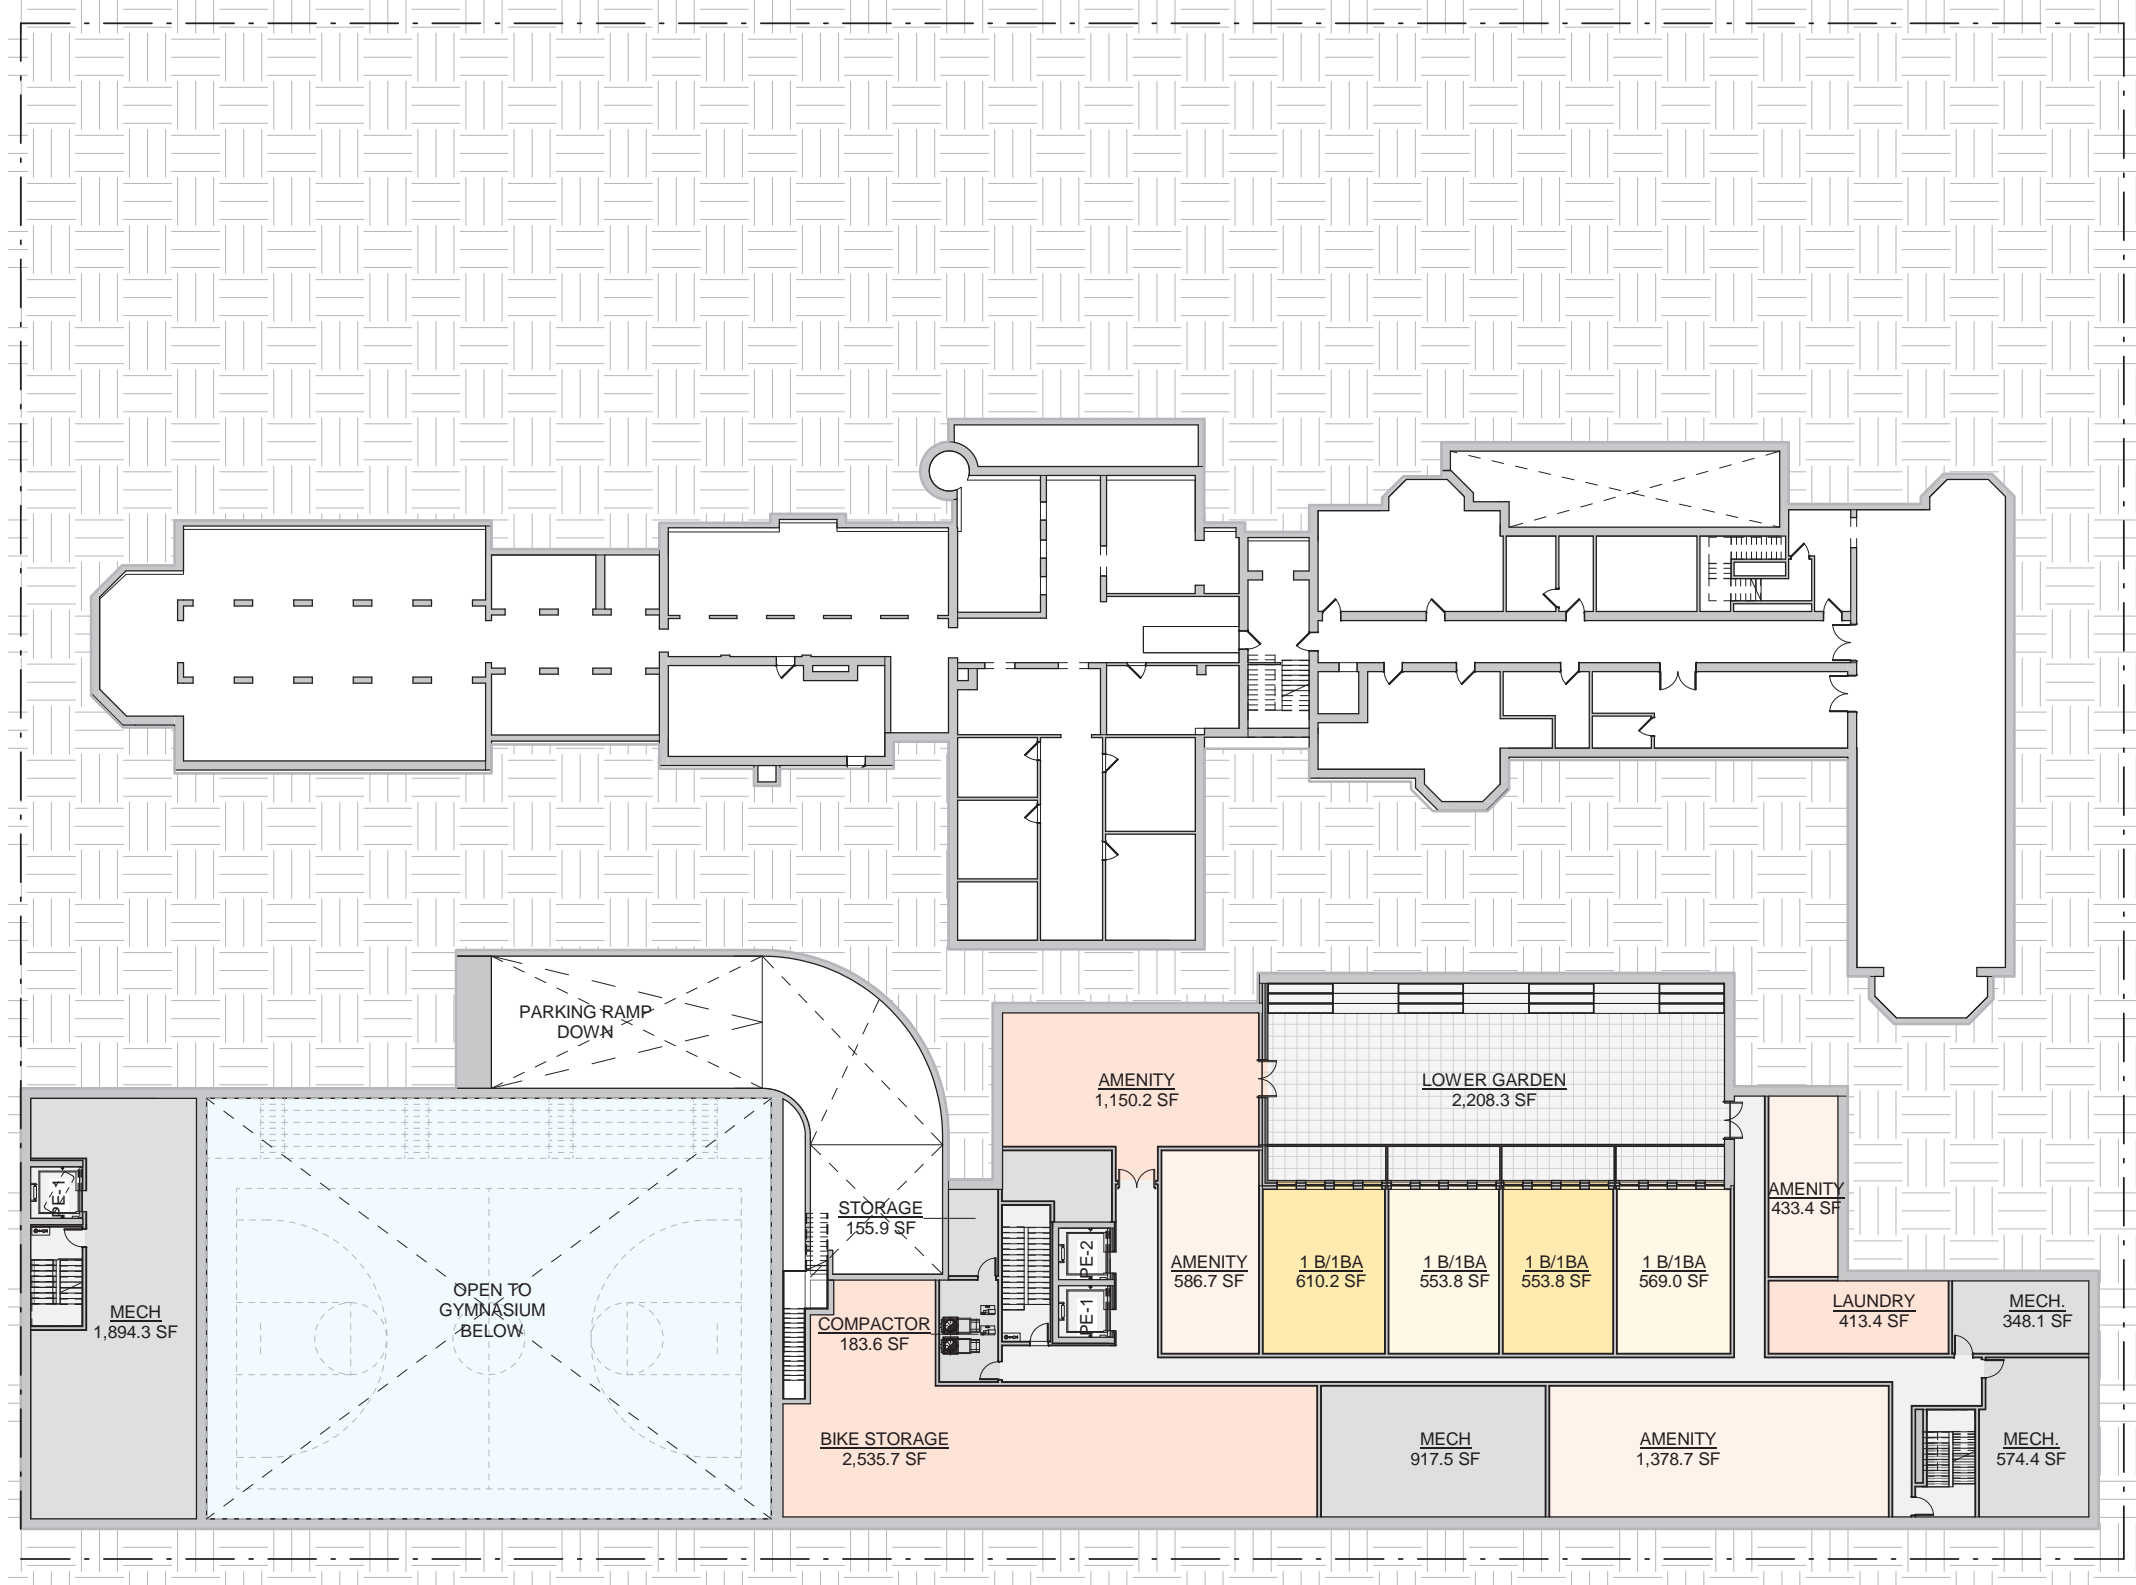 PARKING RAMP
DOWN
AMENITY
1,150.2 SF
LOWER GARDEN
2,208.3 SF
PE-1
STORAGE
155.9 SF
AMENITY
433.4 SF
PE-2
PE-1
AMENITY
586.7 SF
1 B/1BA
610.2 SF
1 B/1BA
553.8 SF
1 B/1BA
553.8 SF
1 B/1BA
569.0 SF
MECH
1,894.3 SF
OPEN TO
GYMNASIUM
BELOW
COMPACTOR
183.6 SF
LAUNDRY
413.4 SF
MECH.
348.1 SF
BIKE STORAGE
2,535.7 SF
MECH
917.5 SF
AMENITY
1,378.7 SF
MECH.
574.4 SF